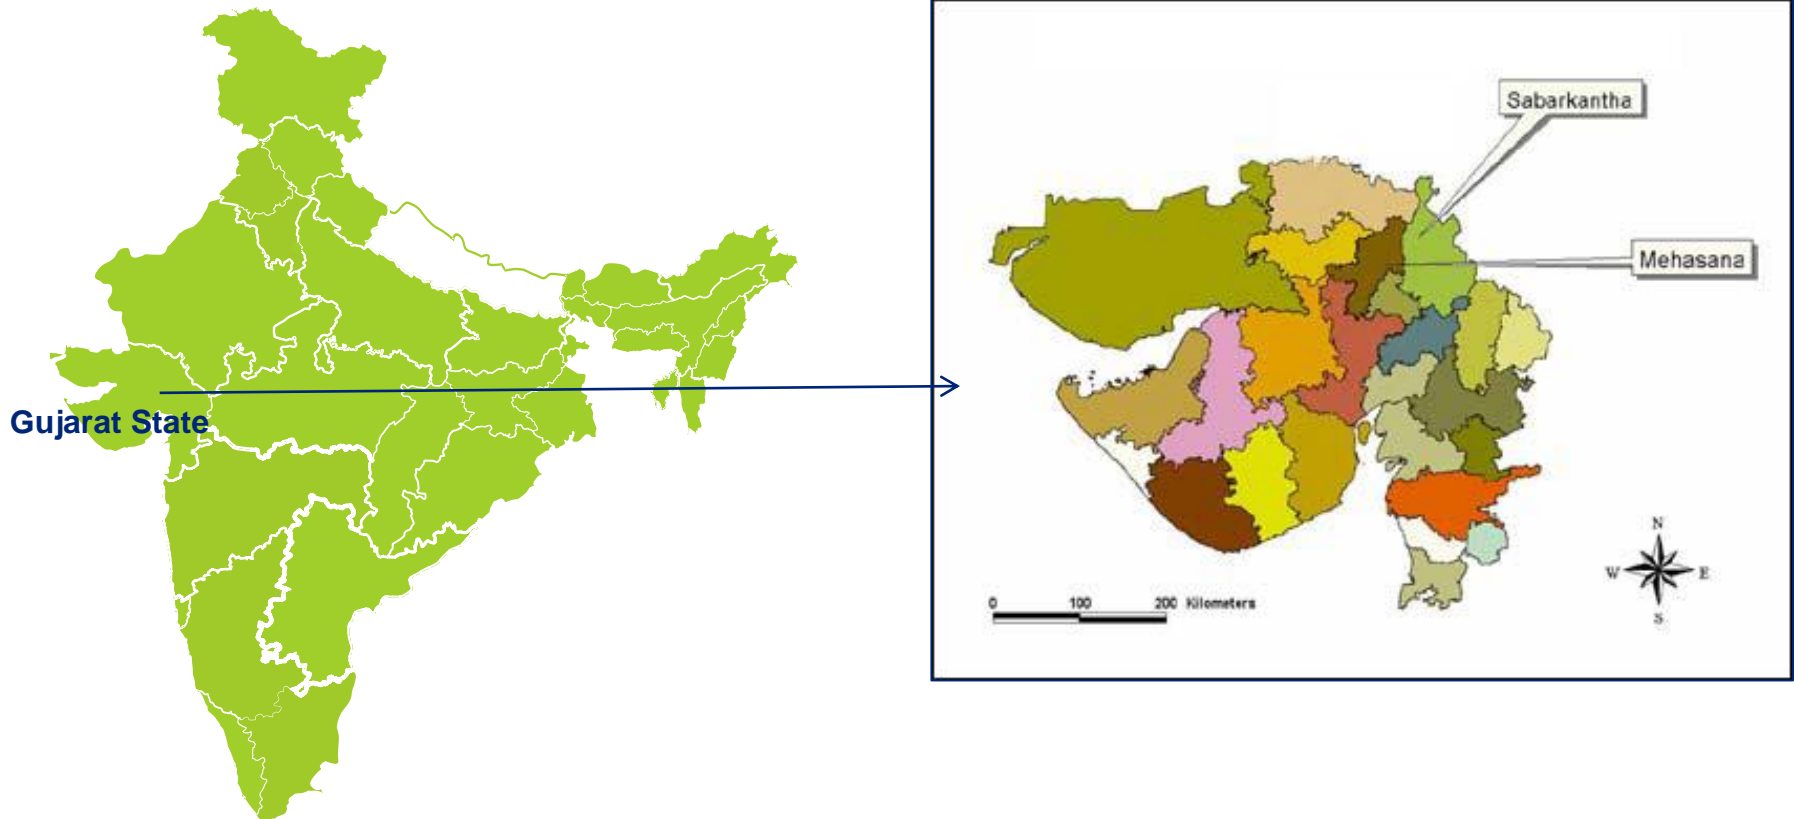 Gujarat State
Sabarkantha
Mehasana
N
W E
S
0 100 200 Kilometers